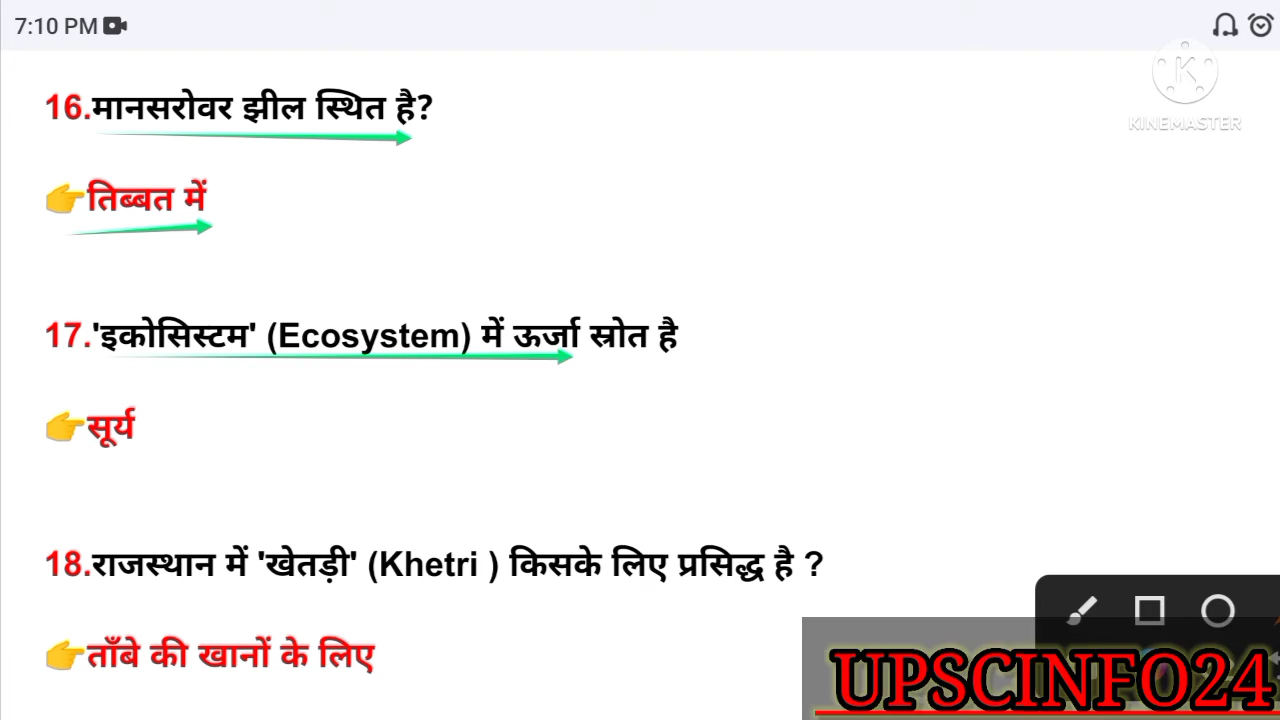 7:10 PM
K
KINEMASTER
16.मानसरोवर झील स्थित है?
👉तिब्बत में
17.'इकोसिस्टम' (Ecosystem) में ऊर्जा स्रोत है
👉सूर्य
18.राजस्थान में 'खेतड़ी' (Khetri ) किसके लिए प्रसिद्ध है ?
👉ताँबे की खानों के लिए
UPSCINFO24